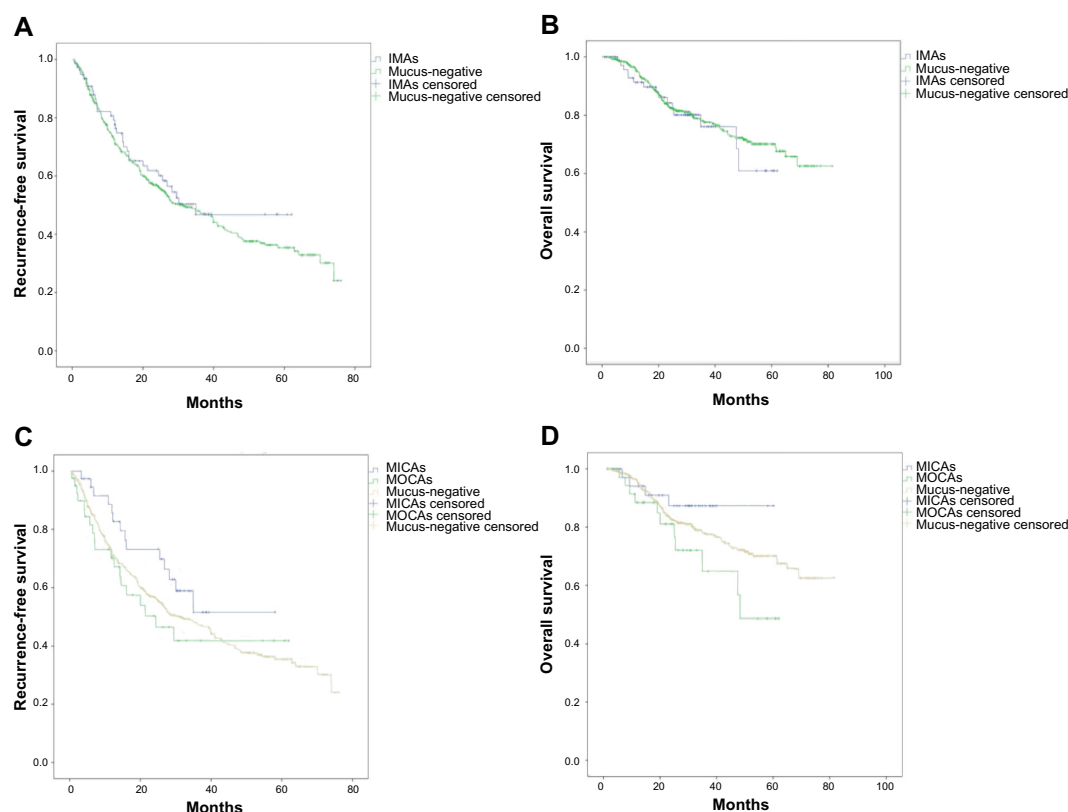 A
1.0
0.8
0.6
0.4
0.2
0.0
Recurrence-free survival
0 20 40 60 80
Months
IMAs
Mucus-negative
IMAs censored
Mucus-negative censored
B
1.0
0.8
0.6
0.4
0.2
0.0
Overall survival
0 20 40 60 80 100
Months
IMAs
Mucus-negative
IMAs censored
Mucus-negative censored
C
1.0
0.8
0.6
0.4
0.2
0.0
Recurrence-free survival
0 20 40 60 80
Months
MICAs
MOCAs
Mucus-negative
MICAs censored
MOCAs censored
Mucus-negative censored
D
1.0
0.8
0.6
0.4
0.2
0.0
Overall survival
0 20 40 60 80 100
Months
MICAs
MOCAs
Mucus-negative
MICAs censored
MOCAs censored
Mucus-negative censored